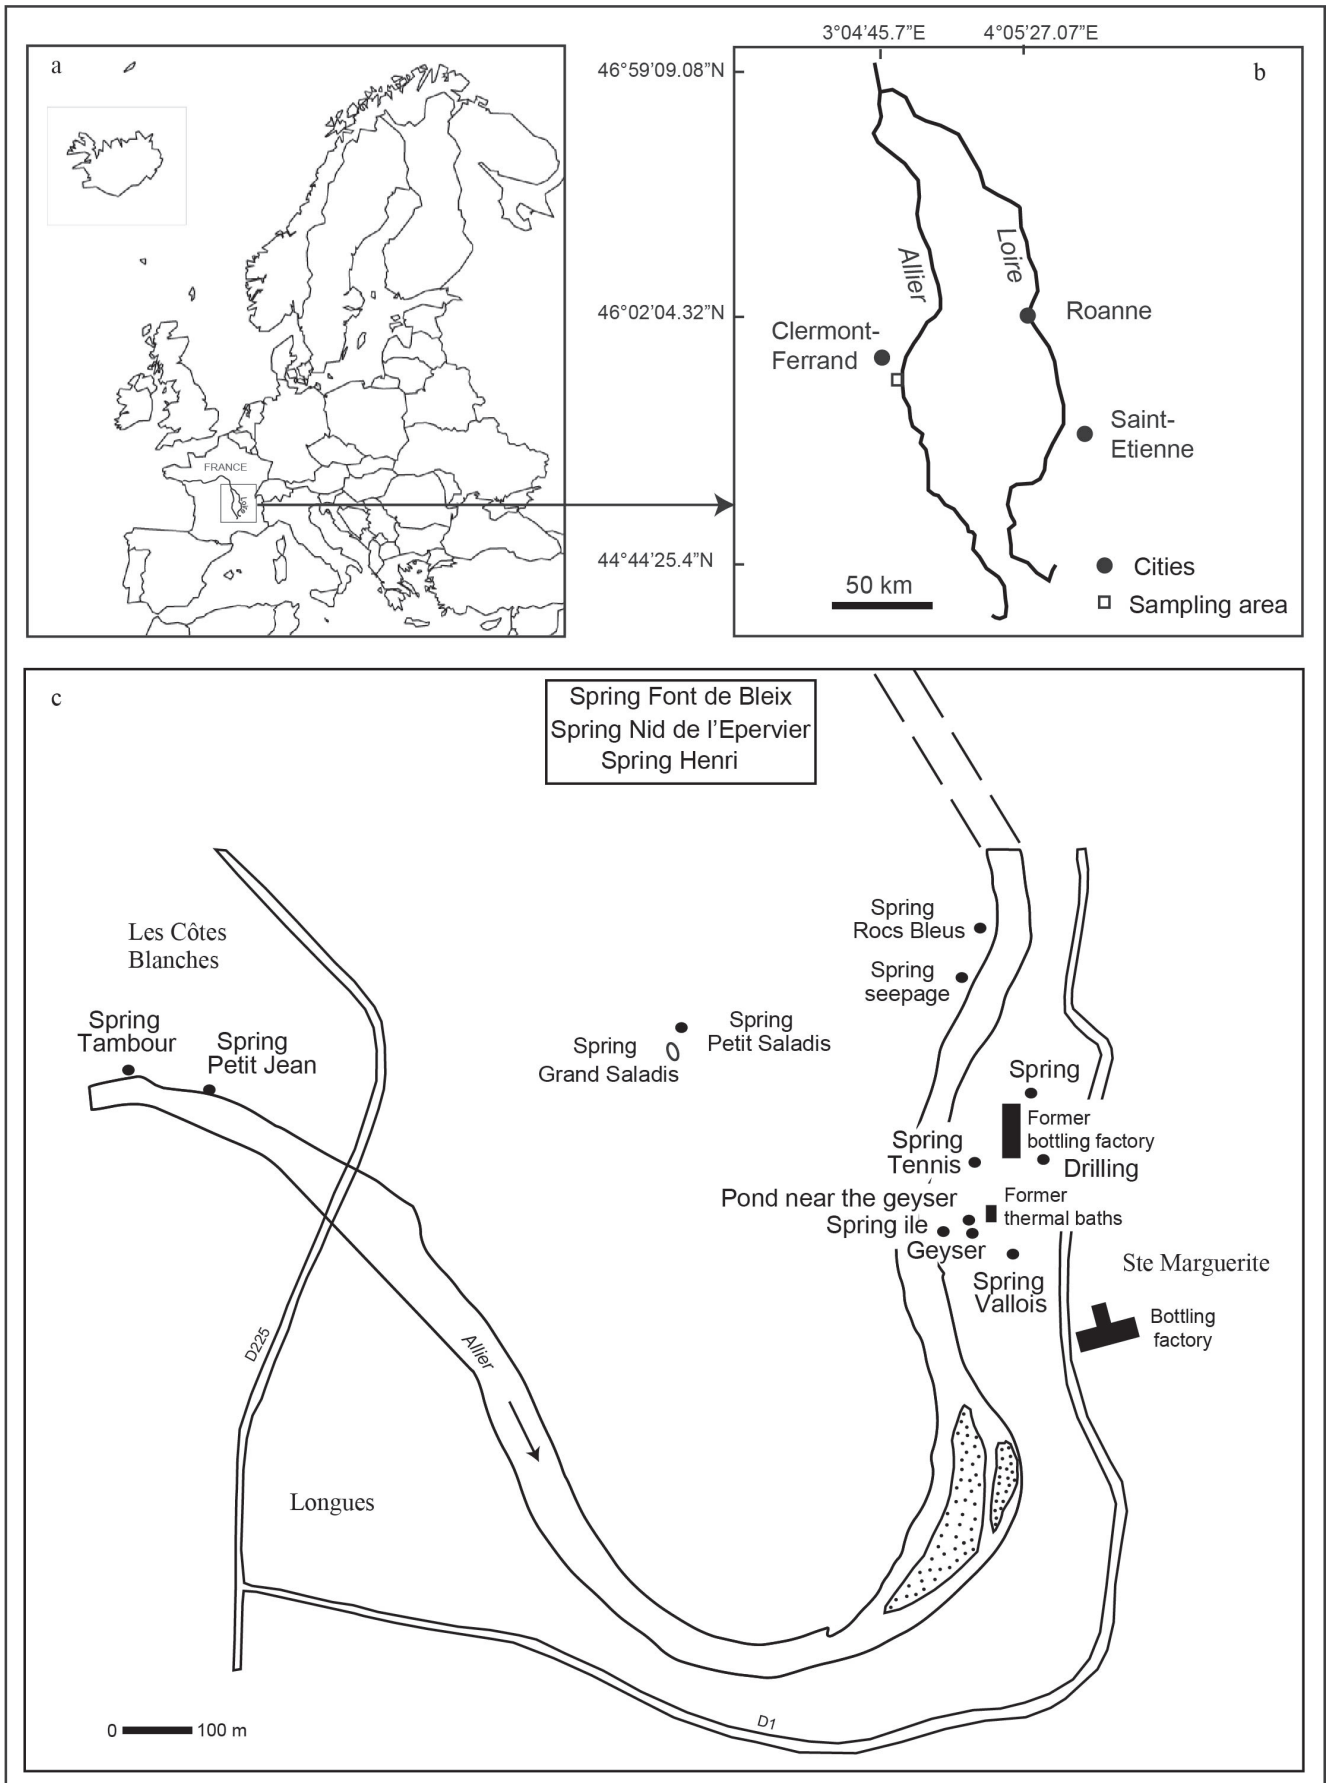 a
FRANCE
Loire
3°04'45.7"E
4°05'27.07"E
46°59'09.08"N
46°02'04.32"N
44°44'25.4"N
b
Allier
Loire
Roanne
Clermont-
Ferrand
Saint-
Etienne
50 km
Cities
Sampling area
c
Spring Font de Bleix
Spring Nid de l'Epervier
Spring Henri
Les Côtes
Blanches
Spring
Tambour
Spring
Petit Jean
Spring
Rocs Bleus
Spring
seepage
Spring
Petit Saladis
Spring
Grand Saladis
Spring
Former
bottling factory
Spring
Tennis
Drilling
Pond near the geyser
Former
thermal baths
Spring ile
Geyser
Spring
Vallois
Ste Marguerite
Bottling
factory
D225
Allier
Longues
D1
0 100 m